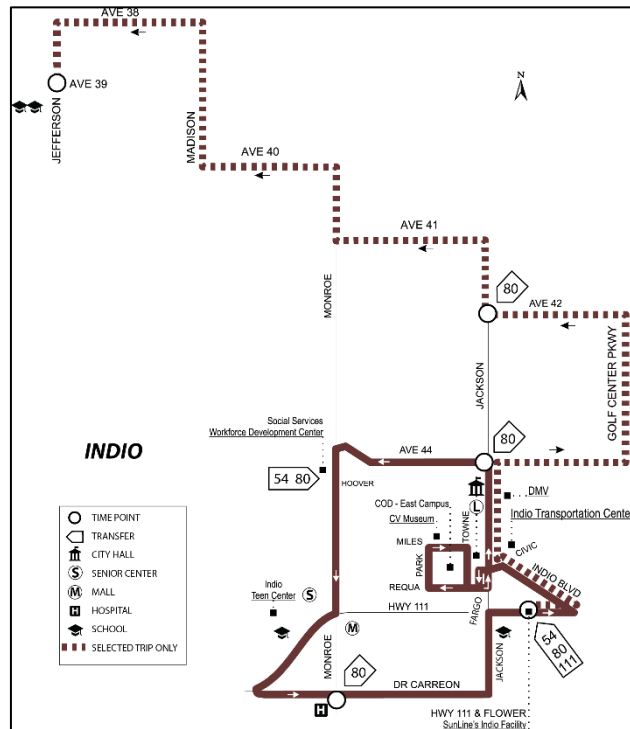 AVE 38
N
AVE 39
JEFFERSON
MADISON
AVE 40
AVE 41
80
MONROE
AVE 42
GOLF CENTER PKWY
JACKSON
Social Services
Workforce Development Center
INDIO
AVE 44
80
54 80
HOOVER
DMV
COD - East Campus
CV Museum
L
TOWNE
Indio Transportation Center
MILES
PARK
CIVIC
INDIO BLVD
REQUA
TIME POINT
TRANSFER
CITY HALL
S SENIOR CENTER
M MALL
H HOSPITAL
SCHOOL
SELECTED TRIP ONLY
Indio
Teen Center
S
HWY 111
FARGO
M
MONROE
80
JACKSON
54
80
111
DR CARREON
H
HWY 111 & FLOWER
SunLine's Indio Facility